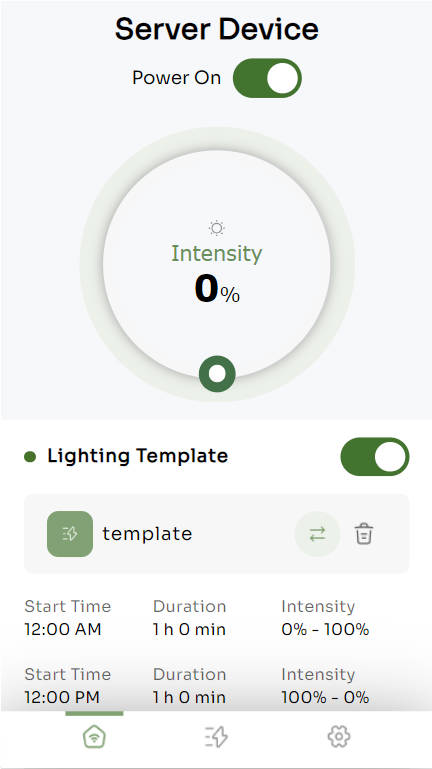 Server Device
Power On
Intensity
0%
Lighting Template
template
Start Time Duration Intensity
12:00 AM 1 h 0 min 0% - 100%
Start Time Duration Intensity
12:00 PM 1 h 0 min 100% - 0%